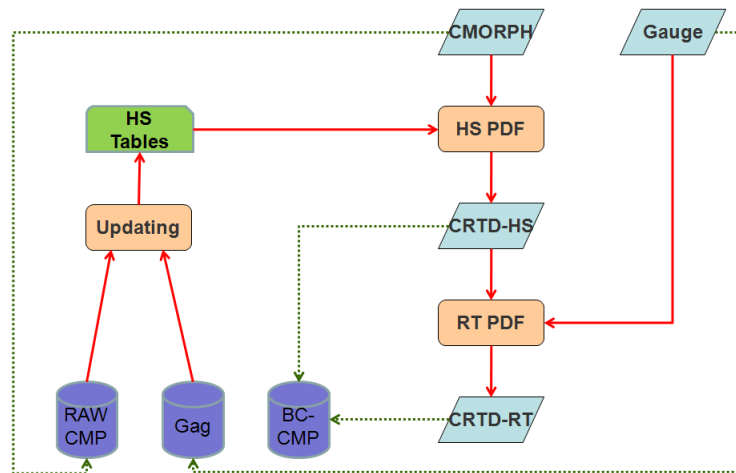 CMORPH
Gauge
HS
Tables
HS PDF
Updating
CRTD-HS
RT PDF
RAW
CMP
Gag
BC-
CMP
CRTD-RT